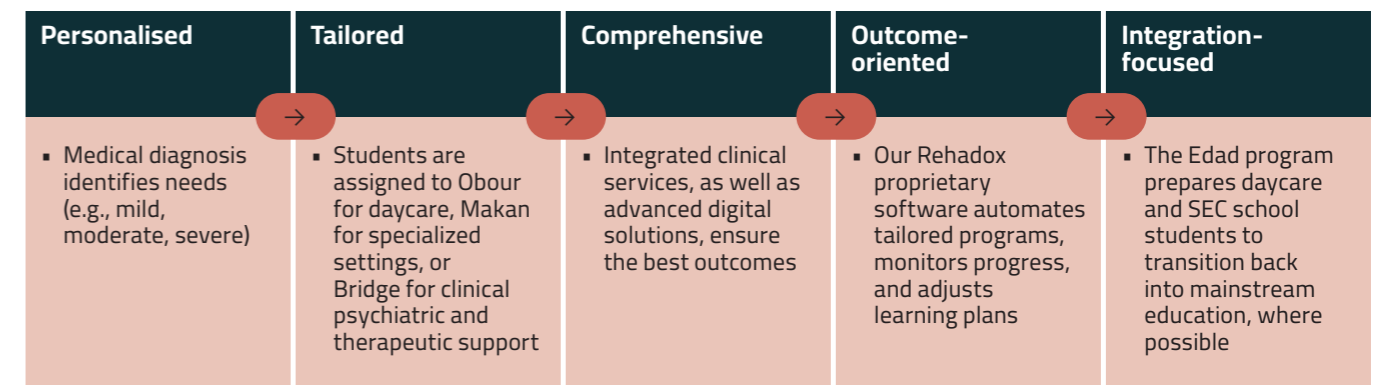 Personalised
▪ Medical diagnosis
identifies needs
(e.g., mild,
moderate, severe)
→
Tailored
▪ Students are
assigned to Obour
for daycare, Makan
for specialized
settings, or
Bridge for clinical
psychiatric and
therapeutic support
→
Comprehensive
▪ Integrated clinical
services, as well as
advanced digital
solutions, ensure
the best outcomes
→
Outcome-
oriented
▪ Our Rehadox
proprietary
software automates
tailored programs,
monitors progress,
and adjusts
learning plans
→
Integration-
focused
▪ The Edad program
prepares daycare
and SEC school
students to
transition back
into mainstream
education, where
possible